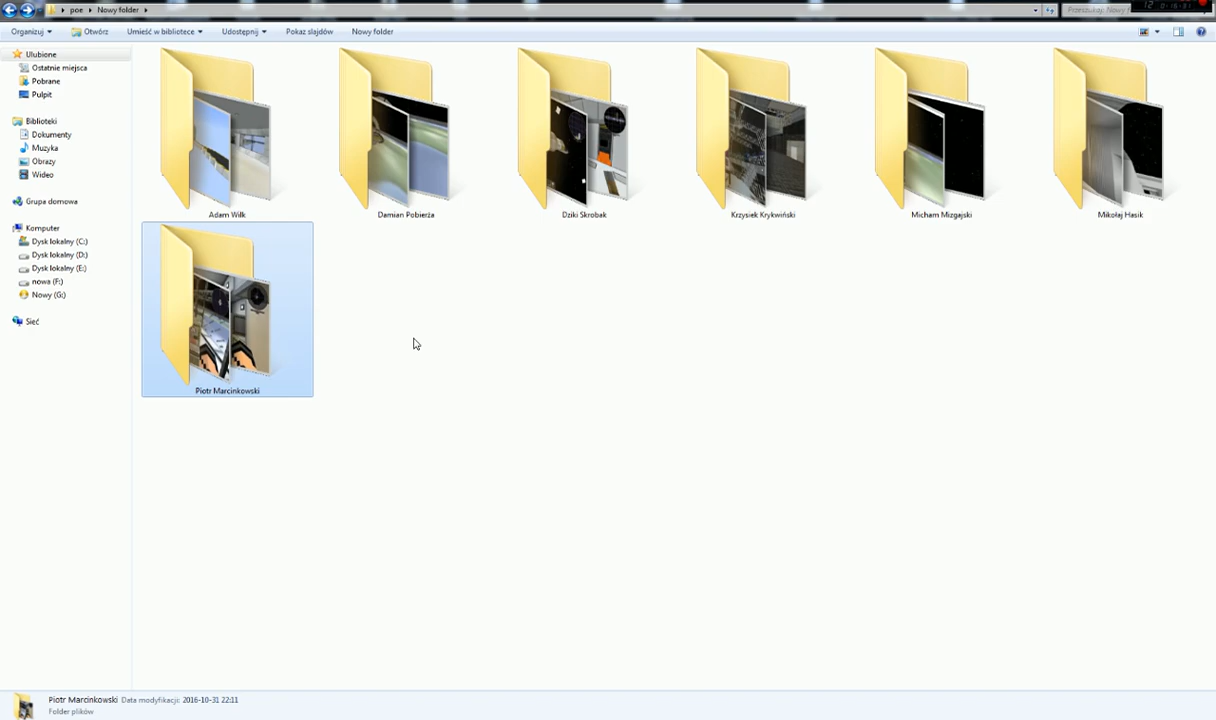 poe Nowy folder
Przeszukaj: Nowy f
Organizuj Otwórz Umieść w bibliotece Udostępnij Pokaz slajdów Nowy folder
Ulubione
Ostatnie miejsca
Pobrane
Pulpit
Biblioteki
Dokumenty
Muzyka
Obrazy
Wideo
Grupa domowa
Komputer
Dysk lokalny (C:)
Dysk lokalny (D:)
Dysk lokalny (E:)
nowa (F:)
Nowy (G:)
Sieć
Adam Wilk
Damian Pobierża
Dziki Skrobak
Krzysiek Krykwiński
Micham Mizgajski
Mikołaj Hasik
Piotr Marcinkowski
Piotr Marcinkowski Data modyfikacji: 2016-10-31 22:11
Folder plików